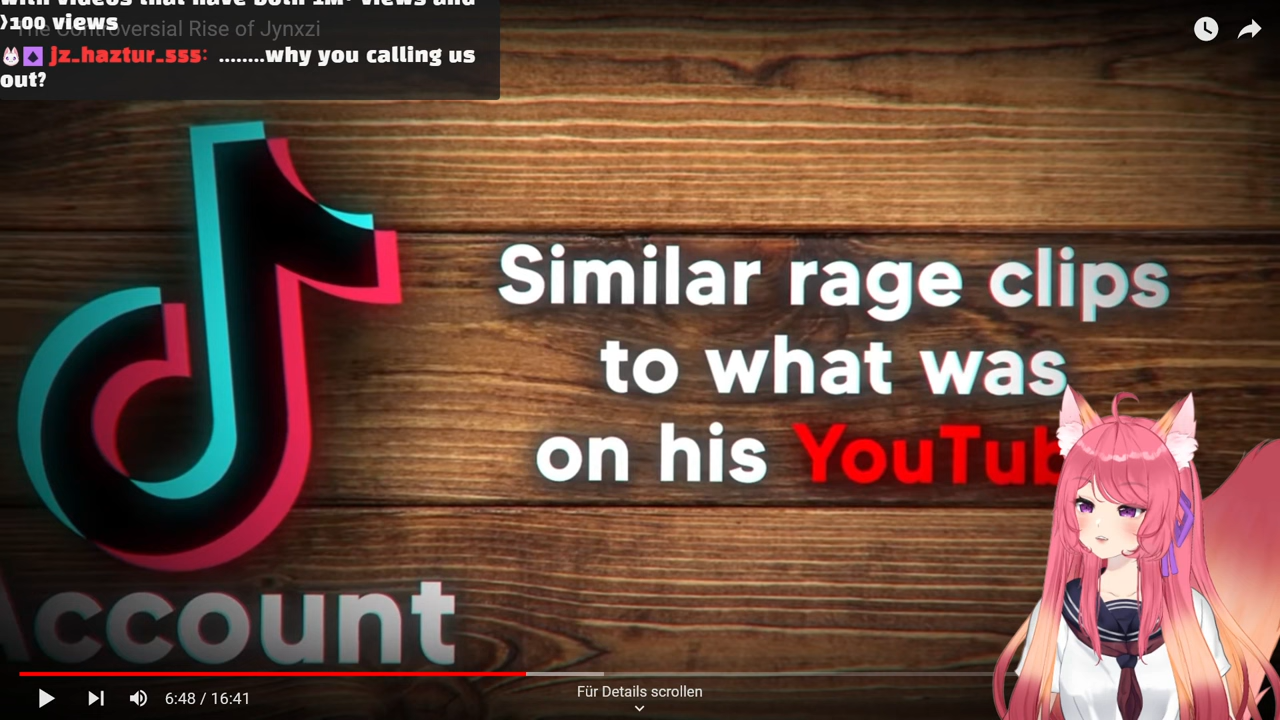 with videos that have both 1M+ views and
>100 views
The Controversial Rise of Jynxzi
jz_haztur_555: ........why you calling us
out?
Similar rage clips
to what was
on his YouTub
Account
6:48 / 16:41
Für Details scrollen